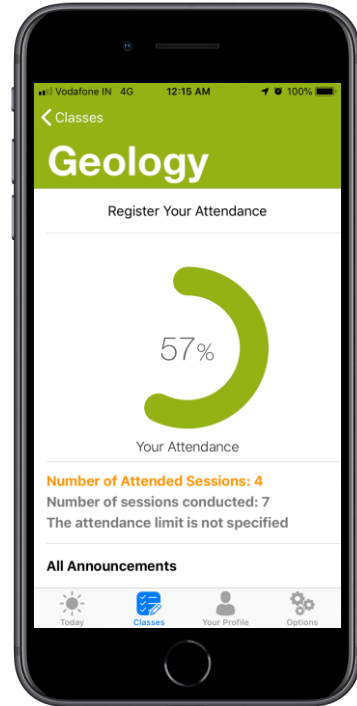 Vodafone IN 4G 12:15 AM 100%
Classes
Geology
Register Your Attendance
57%
Your Attendance
Number of Attended Sessions: 4
Number of sessions conducted: 7
The attendance limit is not specified
All Announcements
Today Classes Your Profile Options